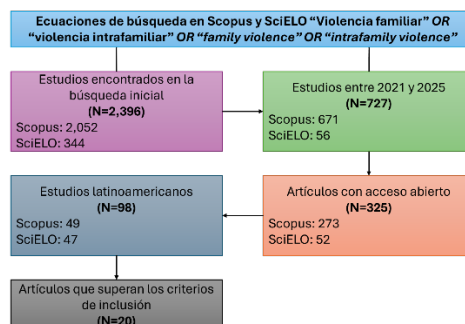 Ecuaciones de búsqueda en Scopus y SciELO “Violencia familiar” OR
“violencia intrafamiliar” OR “family violence” OR “intrafamily violence”
Estudios encontrados en la
búsqueda inicial
(N=2,396)
Scopus: 2,052
SciELO: 344
Estudios entre 2021 y 2025
(N=727)
Scopus: 671
SciELO: 56
Estudios latinoamericanos
(N=98)
Scopus: 49
SciELO: 47
Artículos con acceso abierto
(N=325)
Scopus: 273
SciELO: 52
Artículos que superan los criterios
de inclusión
(N=20)